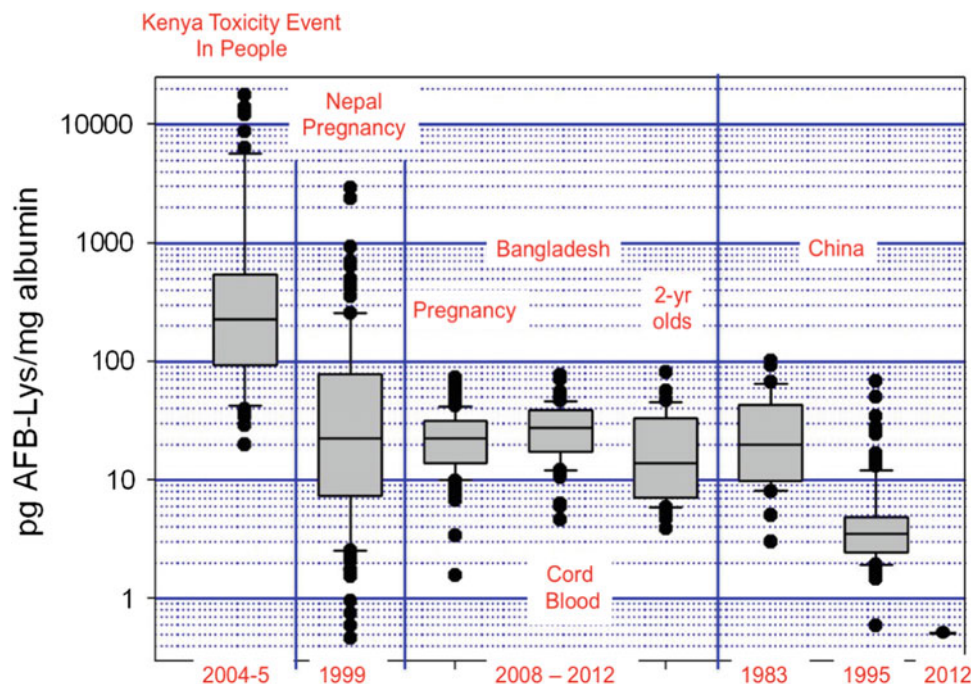 Kenya Toxicity Event
In People
Nepal
Pregnancy
Bangladesh
China
Pregnancy
2-yr
olds
Cord
Blood
pg AFB-Lys/mg albumin
10000
1000
100
10
1
2004-5
1999
2008 – 2012
1983
1995
2012